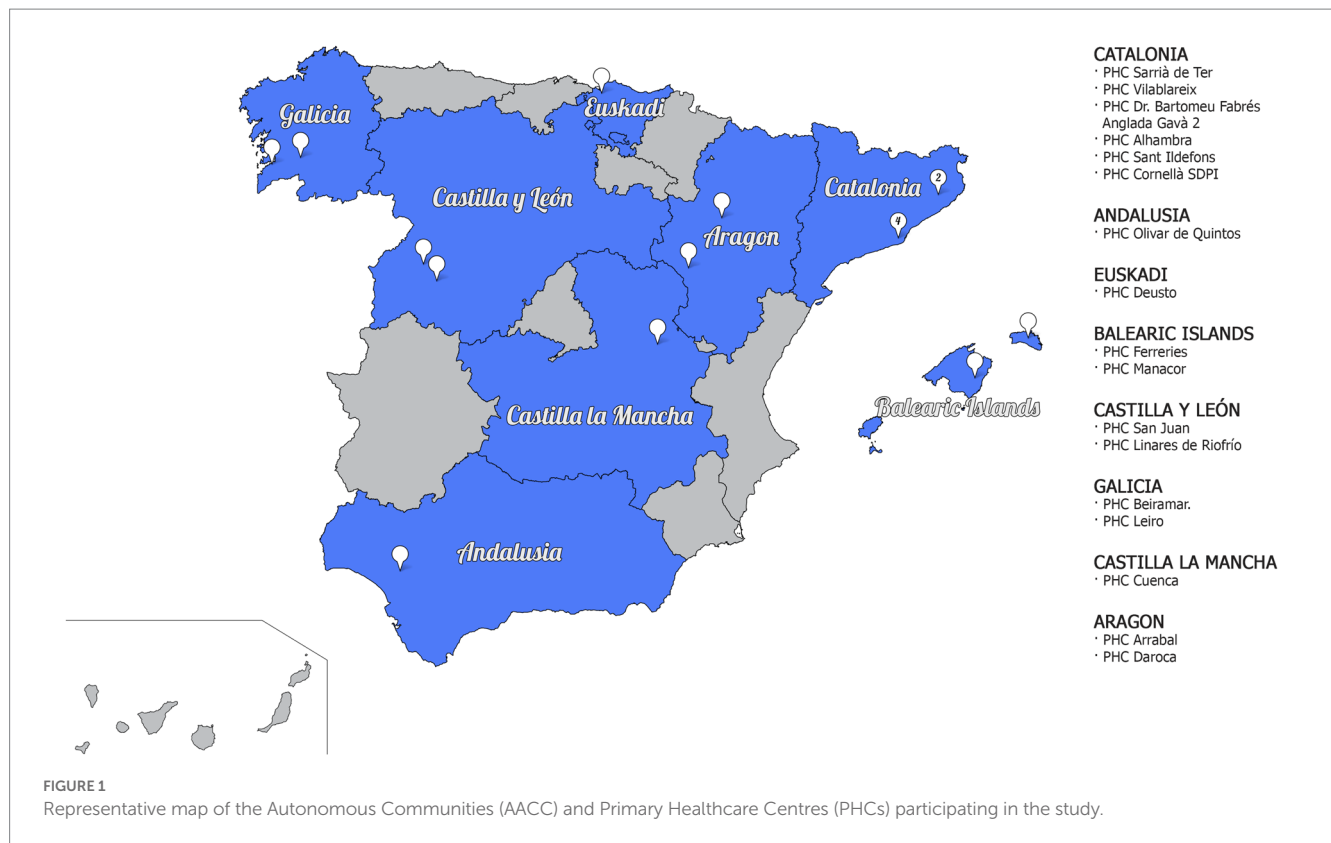 Galicia
Euskadi
Castilla y León
Catalonia
2
4
Aragon
Castilla la Mancha
Balearic Islands
Andalusia
CATALONIA
· PHC Sarrià de Ter
· PHC Vilablareix
· PHC Dr. Bartomeu Fabrés
Anglada Gavà 2
· PHC Alhambra
· PHC Sant Ildefons
· PHC Cornellà SDPI
ANDALUSIA
· PHC Olivar de Quintos
EUSKADI
· PHC Deusto
BALEARIC ISLANDS
· PHC Ferreries
· PHC Manacor
CASTILLA Y LEÓN
· PHC San Juan
· PHC Linares de Riofrío
GALICIA
· PHC Beiramar.
· PHC Leiro
CASTILLA LA MANCHA
· PHC Cuenca
ARAGON
· PHC Arrabal
· PHC Daroca
FIGURE 1
Representative map of the Autonomous Communities (AACC) and Primary Healthcare Centres (PHCs) participating in the study.